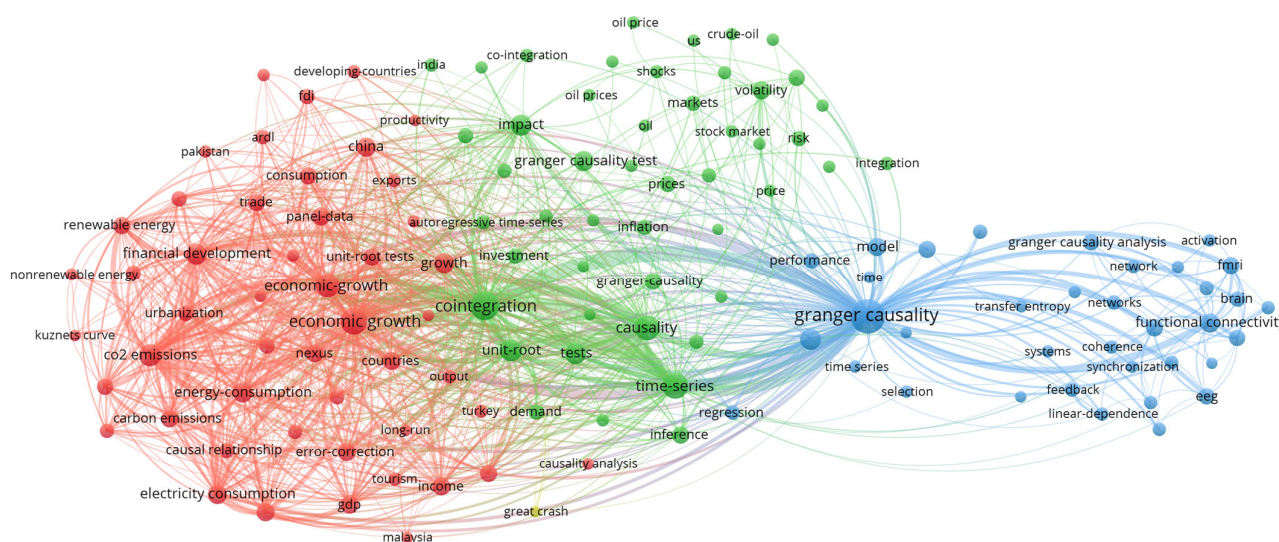 oil price
us
crude-oil
co-integration
india
developing-countries
shocks
fdi
oil prices
markets
volatility
productivity
impact
oil
stock market
risk
ardl
pakistan
china
granger causality test
integration
consumption
exports
prices
price
trade
panel-data
renewable energy
autoregressive time-series
inflation
financial development
unit-root tests
growth
investment
performance
model
granger causality analysis
activation
network
fmri
nonrenewable energy
economic-growth
granger-causality
time
transfer entropy
networks
brain
urbanization
cointegration
economic growth
causality
granger causality
functional connectivit
kuznets curve
co2 emissions
nexus
countries
unit-root
tests
systems
coherence
synchronization
output
time-series
time series
energy-consumption
selection
feedback
eeg
carbon emissions
turkey
demand
regression
linear-dependence
long-run
inference
causal relationship
error-correction
causality analysis
tourism
income
electricity consumption
gdp
great crash
malaysia